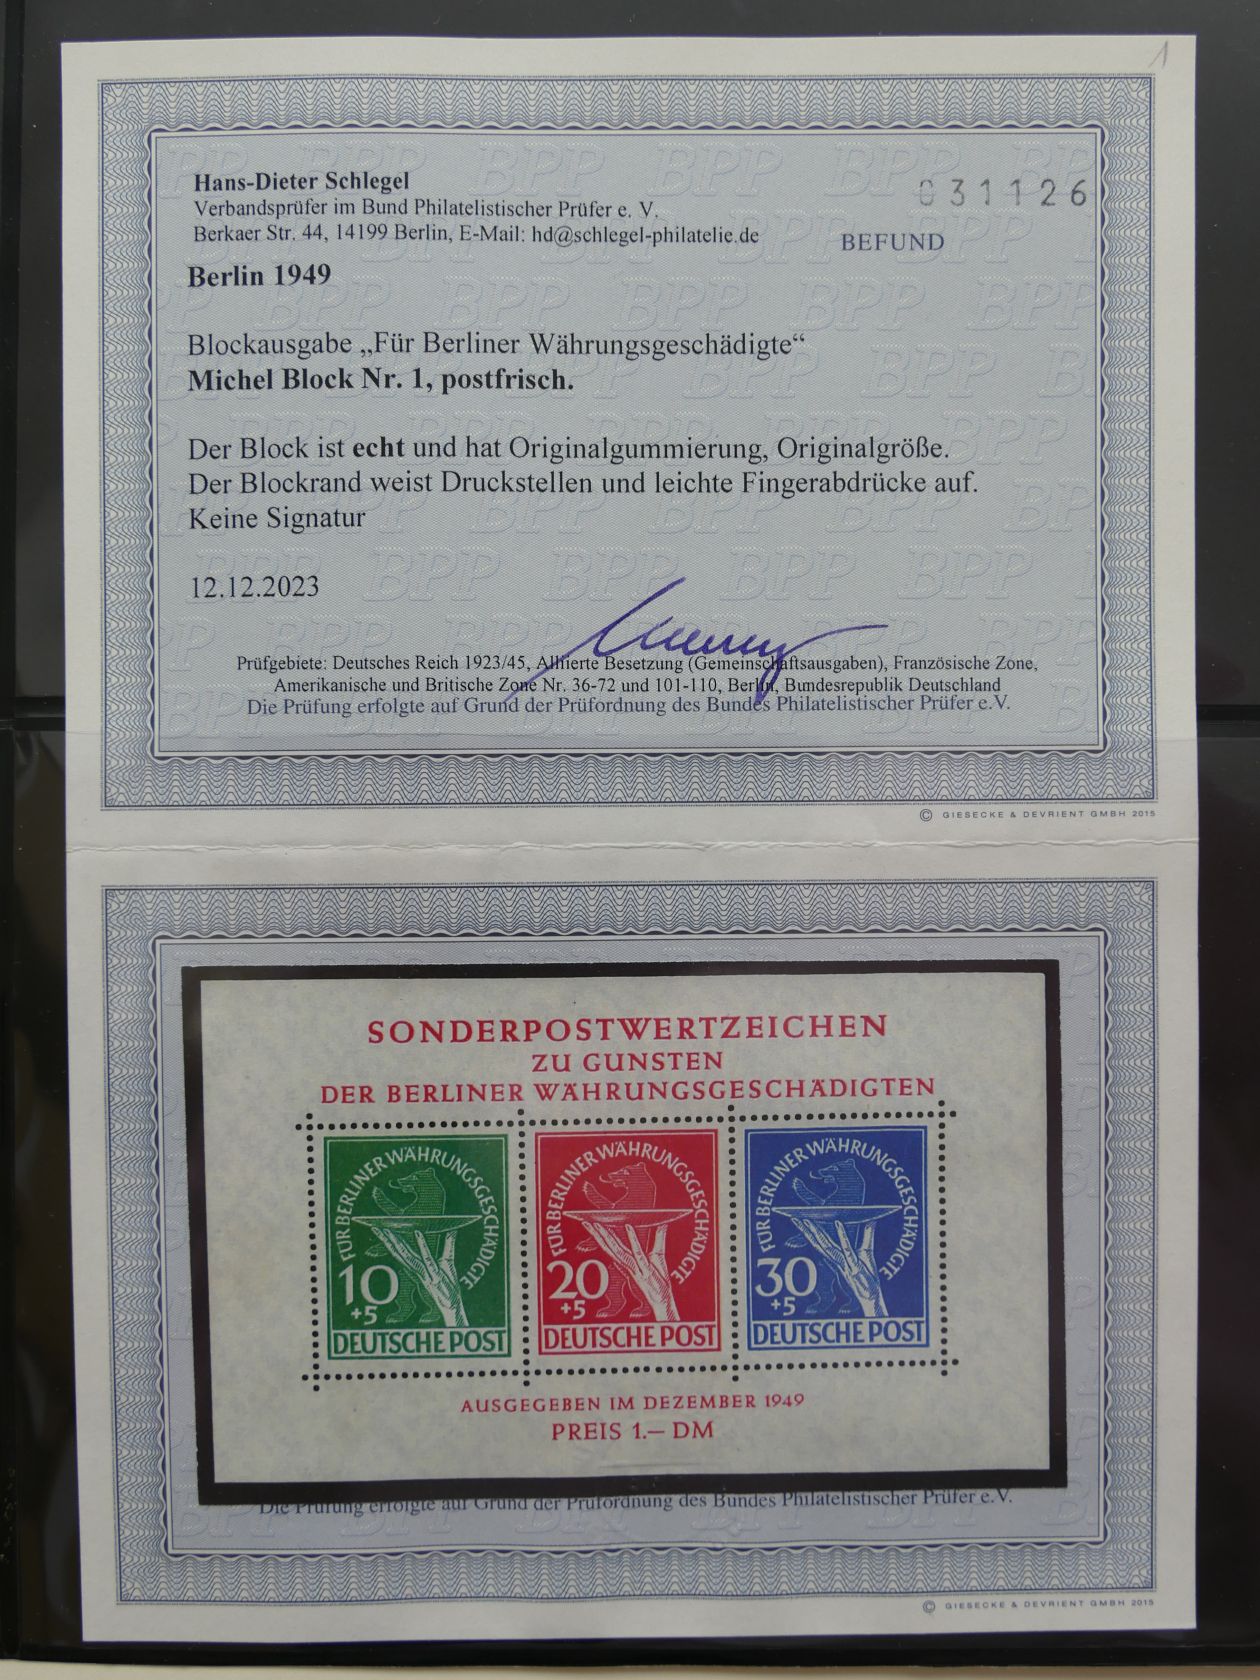 1
Hans-Dieter Schlegel
031126
Verbandsprüfer im Bund Philatelistischer Prüfer e. V.
Berkaer Str. 44, 14199 Berlin, E-Mail: hd@schlegel-philatelie.de
BEFUND
Berlin 1949
Blockausgabe „Für Berliner Währungsgeschädigte“
Michel Block Nr. 1, postfrisch.
Der Block ist echt und hat Originalgummierung, Originalgröße.
Der Blockrand weist Druckstellen und leichte Fingerabdrücke auf.
Keine Signatur
12.12.2023
Prüfgebiete: Deutsches Reich 1923/45, Alliierte Besetzung (Gemeinschaftsausgaben), Französische Zone,
Amerikanische und Britische Zone Nr. 36-72 und 101-110, Berlin, Bundesrepublik Deutschland
Die Prüfung erfolgte auf Grund der Prüfordnung des Bundes Philatelistischer Prüfer e.V.
© GIESECKE & DEVRIENT GMBH 2015
SONDERPOSTWERTZEICHEN
ZU GUNSTEN
DER BERLINER WÄHRUNGSGESCHÄDIGTEN
FÜR BERLINER WÄHRUNGSGESCHÄDIGTE
10
+5
DEUTSCHE POST
FÜR BERLINER WÄHRUNGSGESCHÄDIGTE
20
+5
DEUTSCHE POST
FÜR BERLINER WÄHRUNGSGESCHÄDIGTE
30
+5
DEUTSCHE POST
AUSGEGEBEN IM DEZEMBER 1949
PREIS 1.— DM
Die Prüfung erfolgte auf Grund der Prüfordnung des Bundes Philatelistischer Prüfer e.V.
© GIESECKE & DEVRIENT GMBH 2015